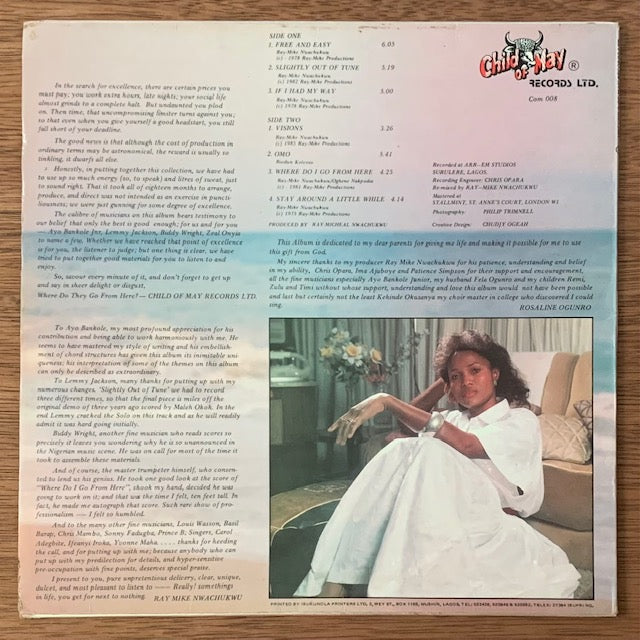 SIDE ONE
1. FREE AND EASY 6.05
Ray-Mike Nwachukwu
(c) - 1978 Ray-Mike Productions
2. SLIGHTLY OUT OF TUNE 5.19
Ray-Mike Nwachukwu
(c) 1982 Ray-Mike Productions
3. IF I HAD MY WAY 5.00
Ray-Mike Nwachukwu
(c) - 1978 Ray-Mike Productions
SIDE TWO
1. VISIONS 3.26
Ray-Mike Nwachukwu
(c) 1985 Ray-Mike Productions
2. OMO 5.41
Biodun
3. WHERE DO I GO FROM HERE 4.25
Ray-Mike Nwachukwu/Oghene Nakpodia
(c) - 1981 Ray-Mike Productions
4. STAY AROUND A LITTLE WHILE 4.14
Ray-Mike Nwachukwu
(c) 1975 Ray-Mike Productions
PRODUCED BY RAY-MICHEAL NWACHUKWU
Child of May ®
RECORDS LTD.
Com 008
Recorded at ARR-EM STUDIOS
SURULERE, LAGOS.
Recording Engineer: CHRIS OPARA
Re-mixed by RAY-MIKE NWACHUKWU
Mastered at
STALLMINT, ST. ANNE'S COURT, LONDON W1
Photography: PHILIP TRIMNELL
Creative Design: CHUDJY OGEAH
In the search for excellence, there are certain prices you
must pay; you work extra hours, late nights; your social life
almost grinds to a complete halt. But undaunted you plod
on. Then time, that uncompromising limiter turns against you;
so that even when you give yourself a good headstart, you still
fall short of your deadline.
The good news is that although the cost of production in
ordinary terms may be astronomical, the reward is usually so
tinkling, it dwarfs all else.
Honestly, in putting together this collection, we have had
to use up so much energy (so, to speak) and litres of sweat, just
to sound right. That it took all of eighteen months to arrange,
produce, and direct was not intended as an exercise in puncti-
liousness; we were just gunning for some degree of excellence.
The calibre of musicians on this album bears testimony to
our belief that only the best is good enough; for us and for you
— Ayo Bankole Jnr, Lemmy Jackson, Buddy Wright, Zeal Onyia
to name a few. Whether we have reached that point of excellence
is for you, the listener to judge; but one thing is clear, we have
tried to put together good materials for you to listen to and
enjoy.
So, savour every minute of it, and don't forget to get up
and say in sheer delight or disgust,
Where Do They Go From Here? — CHILD OF MAY RECORDS LTD.
This Album is dedicated to my dear parents for giving me life and making it possible for me to use
this gift from God.
My sincere thanks to my producer Ray Mike Nwachukwu for his patience, understanding and belief
in my ability, Chris Opara, Ima Ajuboye and Patience Simpson for their support and encouragement,
all the fine musicians especially Ayo Bankole Junior, my husband Fela Ogunro and my children Remi,
Zulu and Timi without whose support, understanding and love this album would not have been possible
and last but certainly not the least Kehinde Okusanya my choir master in college who discovered I could
sing.
ROSALINE OGUNRO
To Ayo Bankole, my most profound appreciation for his
contribution and being able to work harmoniously with me. He
seems to have mastered my style of writing and his embellish-
ment of chord structures has given this album its inimitable uni-
queness; his interpretation of some of the themes in this album
can only be described as extraordinary.
To Lemmy Jackson, many thanks for putting up with my
numerous changes. 'Slightly Out of Tune' we had to record
three different times, so that the final piece is miles off the
original demo of three years ago scored by Maleh Okoh. In the
end Lemmy cracked the Solo on this track and as he will readily
admit it was hard going initially.
Buddy Wright, another fine musician who reads scores so
precisely it leaves you wondering why he is so unannounced in
the Nigerian music scene. He was on call for most of the time it
took to assemble these materials.
And of course, the master trumpeter himself, who consen-
ted to lend us his genius. He took one good look at the score of
"Where Do I Go From Here", shook my hand, decided he was
going to work on it; and that was the time I felt, ten feet tall. In
fact, he made me autograph that score. Such rare show of pro-
fessionalism — I felt so humbled.
And to the many other fine musicians, Louis Wasson, Basil
Barap, Chris Mambo, Sonny Fadugba, Prince B; Singers, Carol
Adegbite, Ifeanyi Iroka, Yvonne Maha . . . . thanks for heeding
the call, and for putting up with me; because anybody who can
put up with my predilection for details, and hyper-sensitive
pre-occupation with fine points, deserves special praise.
I present to you, pure unpretentious delivery, clear, unique,
dulcet, and most pleasant to listen to — Really! somethings
in life, you get for next to nothing. RAY MIKE NWACHUKWU
PRINTED BY IBUKUNOLA PRINTERS LTD, 3, WEY ST., BOX 1165, MUSHIN, LAGOS. TEL: